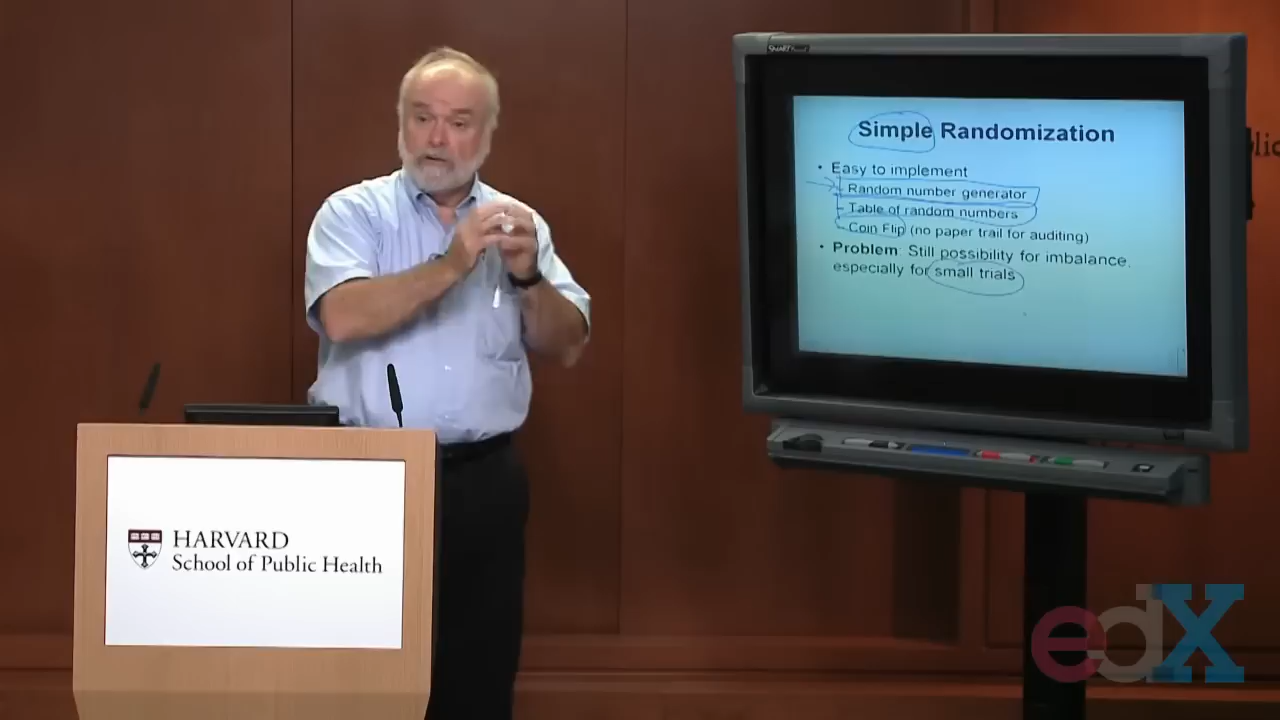 SMART
Simple Randomization
• Easy to implement
- Random number generator
- Table of random numbers
- Coin Flip (no paper trail for auditing)
• Problem: Still possibility for imbalance,
especially for small trials
HARVARD
School of Public Health
edX